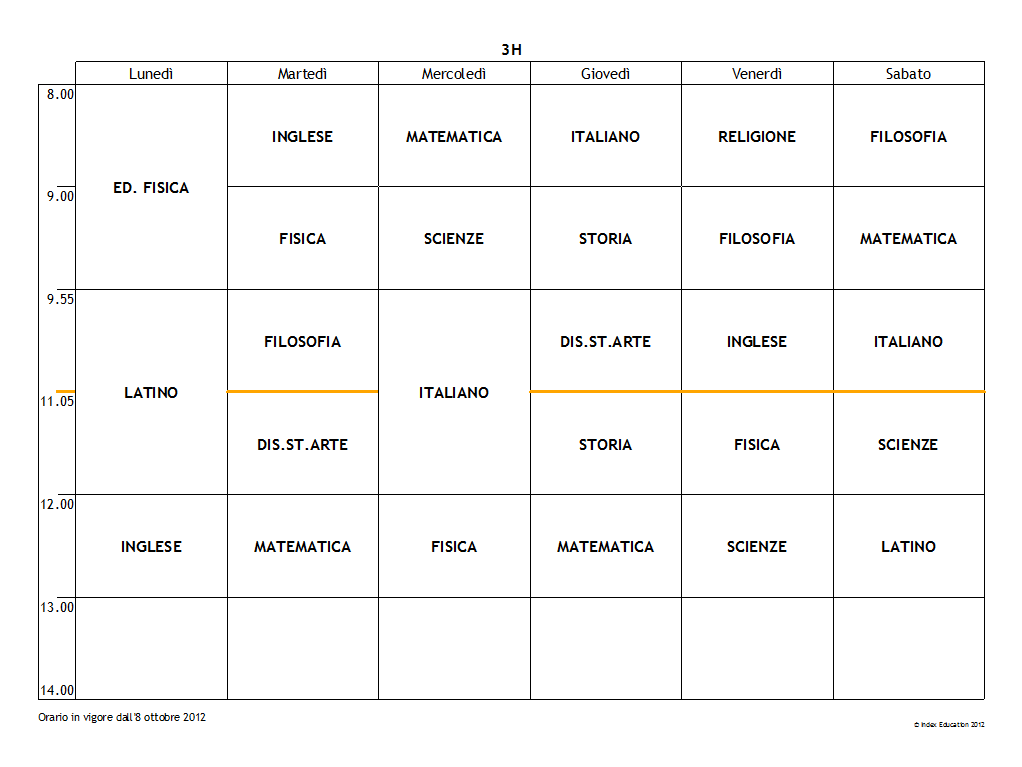 3H
Lunedì Martedì Mercoledì Giovedì Venerdì Sabato
8.00
INGLESE MATEMATICA ITALIANO RELIGIONE FILOSOFIA
ED. FISICA
9.00
FISICA SCIENZE STORIA FILOSOFIA MATEMATICA
9.55
FILOSOFIA DIS.ST.ARTE INGLESE ITALIANO
LATINO ITALIANO
11.05
DIS.ST.ARTE STORIA FISICA SCIENZE
12.00
INGLESE MATEMATICA FISICA MATEMATICA SCIENZE LATINO
13.00
14.00
Orario in vigore dall'8 ottobre 2012
© Index Education 2012